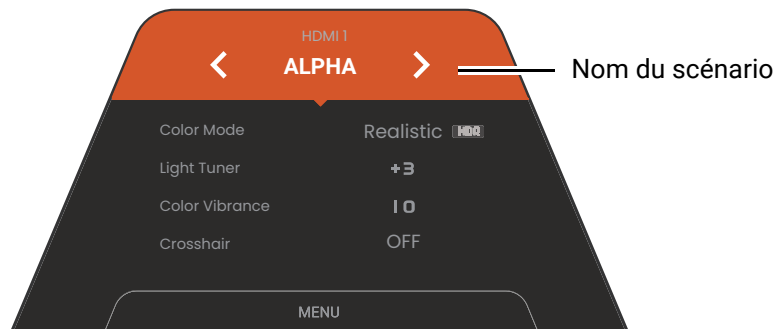 HDMI 1
ALPHA
Nom du scénario
Color Mode Realistic HDR
Light Tuner +3
Color Vibrance 10
Crosshair OFF
MENU